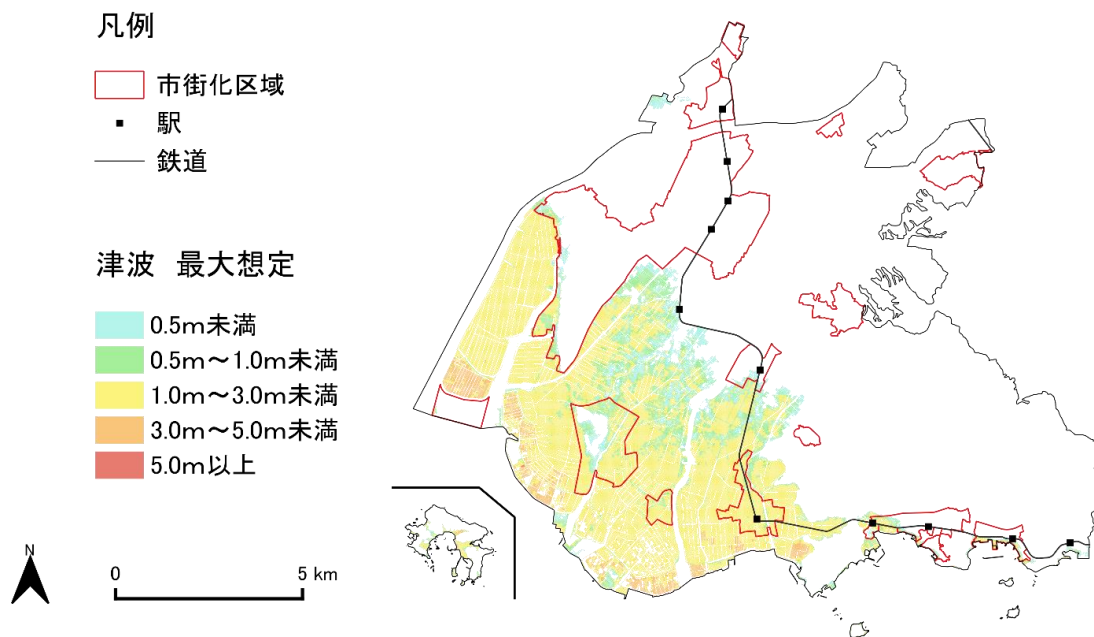 凡例
市街化区域
駅
鉄道
津波 最大想定
0.5m未満
0.5m～1.0m未満
1.0m～3.0m未満
3.0m～5.0m未満
5.0m以上
N
0 5 km